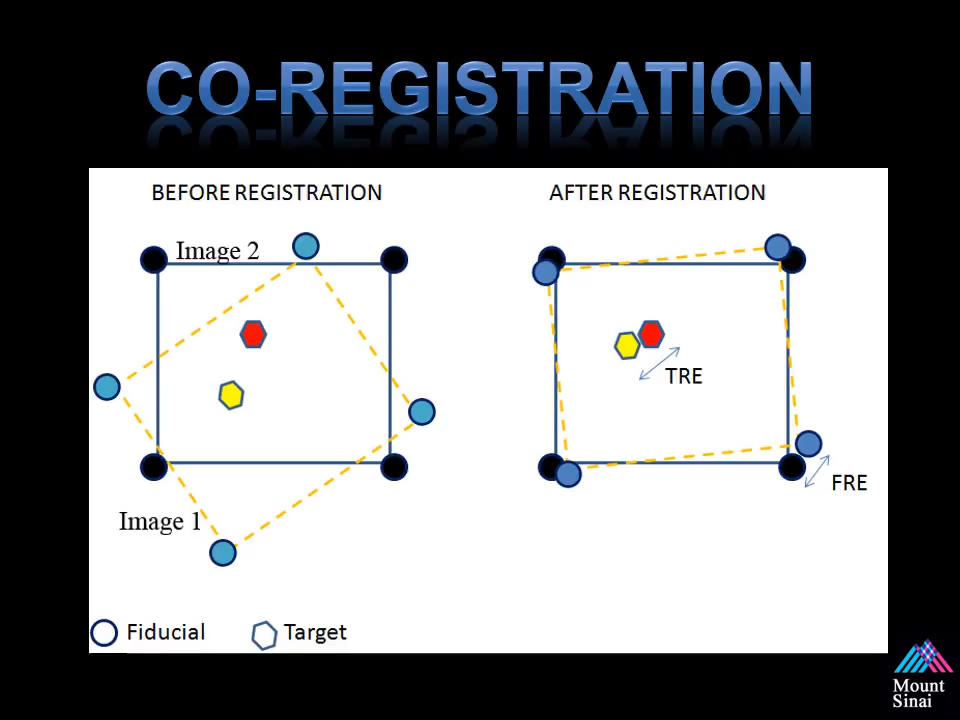 CO-REGISTRATION
BEFORE REGISTRATION
AFTER REGISTRATION
Image 2
TRE
FRE
Image 1
Fiducial
Target
Mount
Sinai